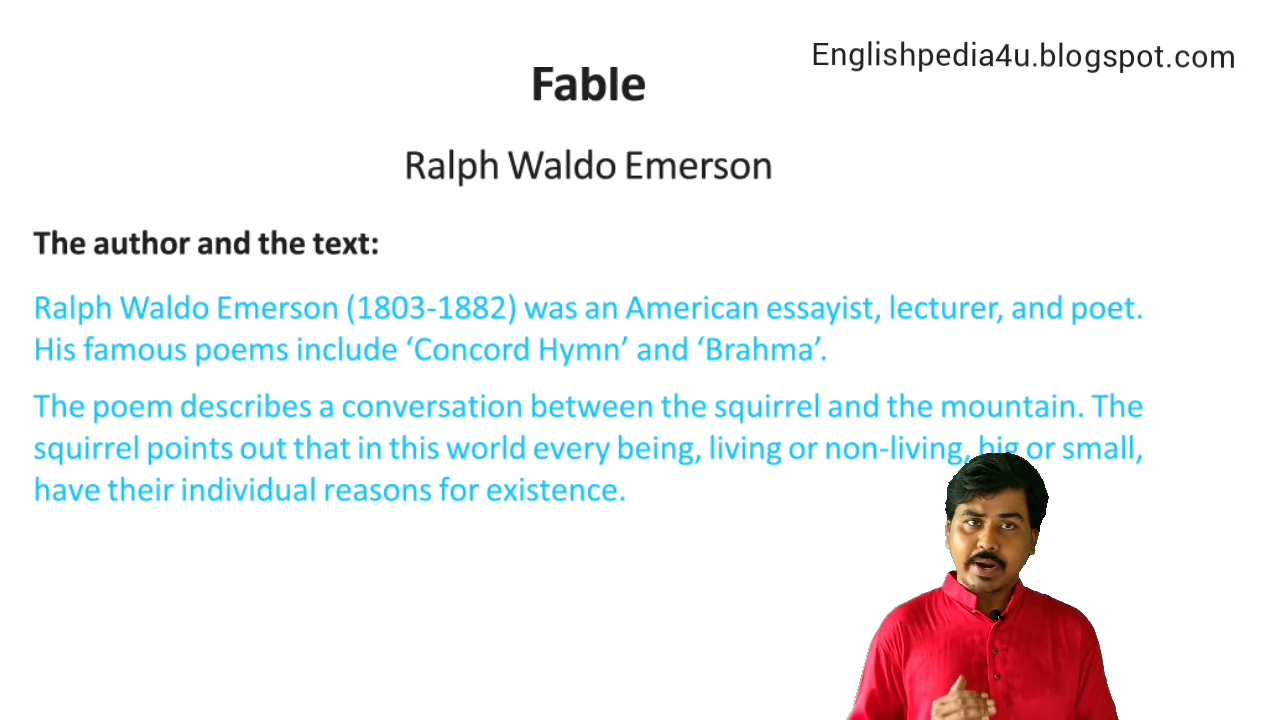 Englishpedia4u.blogspot.com
Fable
Ralph Waldo Emerson
The author and the text:
Ralph Waldo Emerson (1803-1882) was an American essayist, lecturer, and poet.
His famous poems include ‘Concord Hymn’ and ‘Brahma’.
The poem describes a conversation between the squirrel and the mountain. The
squirrel points out that in this world every being, living or non-living, big or small,
have their individual reasons for existence.